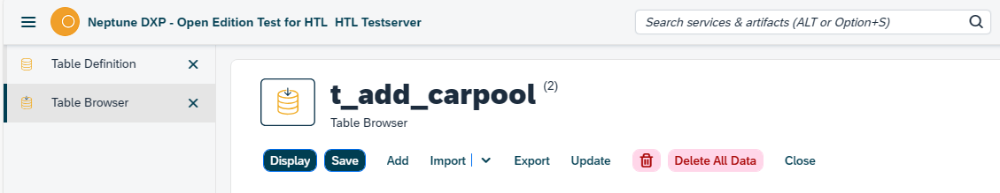 Neptune DXP - Open Edition Test for HTL HTL Testserver
Search services & artifacts (ALT or Option+S)
Table Definition
Table Browser
t_add_carpool (2)
Table Browser
Display Save Add Import Export Update Delete All Data Close